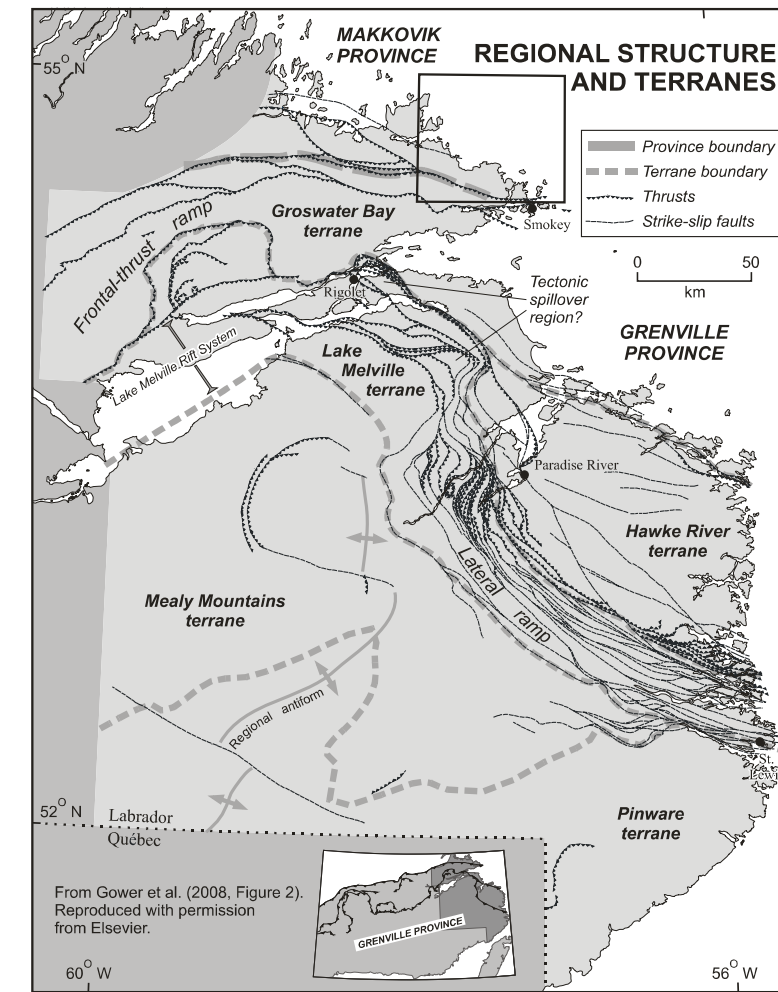 MAKKOVIK
PROVINCE
REGIONAL STRUCTURE
AND TERRANES
55° N
Province boundary
Terrane boundary
Thrusts
Strike-slip faults
Groswater Bay
terrane
Smokey
Frontal-thrust ramp
0 50
km
Rigolet
Tectonic
spillover
region?
GRENVILLE
PROVINCE
Lake Melville Rift System
Lake
Melville
terrane
Paradise River
Hawke River
terrane
Lateral ramp
Mealy Mountains
terrane
Regional antiform
St.
52° N
Labrador
Québec
Pinware
terrane
From Gower et al. (2008, Figure 2).
Reproduced with permission
from Elsevier.
GRENVILLE PROVINCE
60° W
56° W